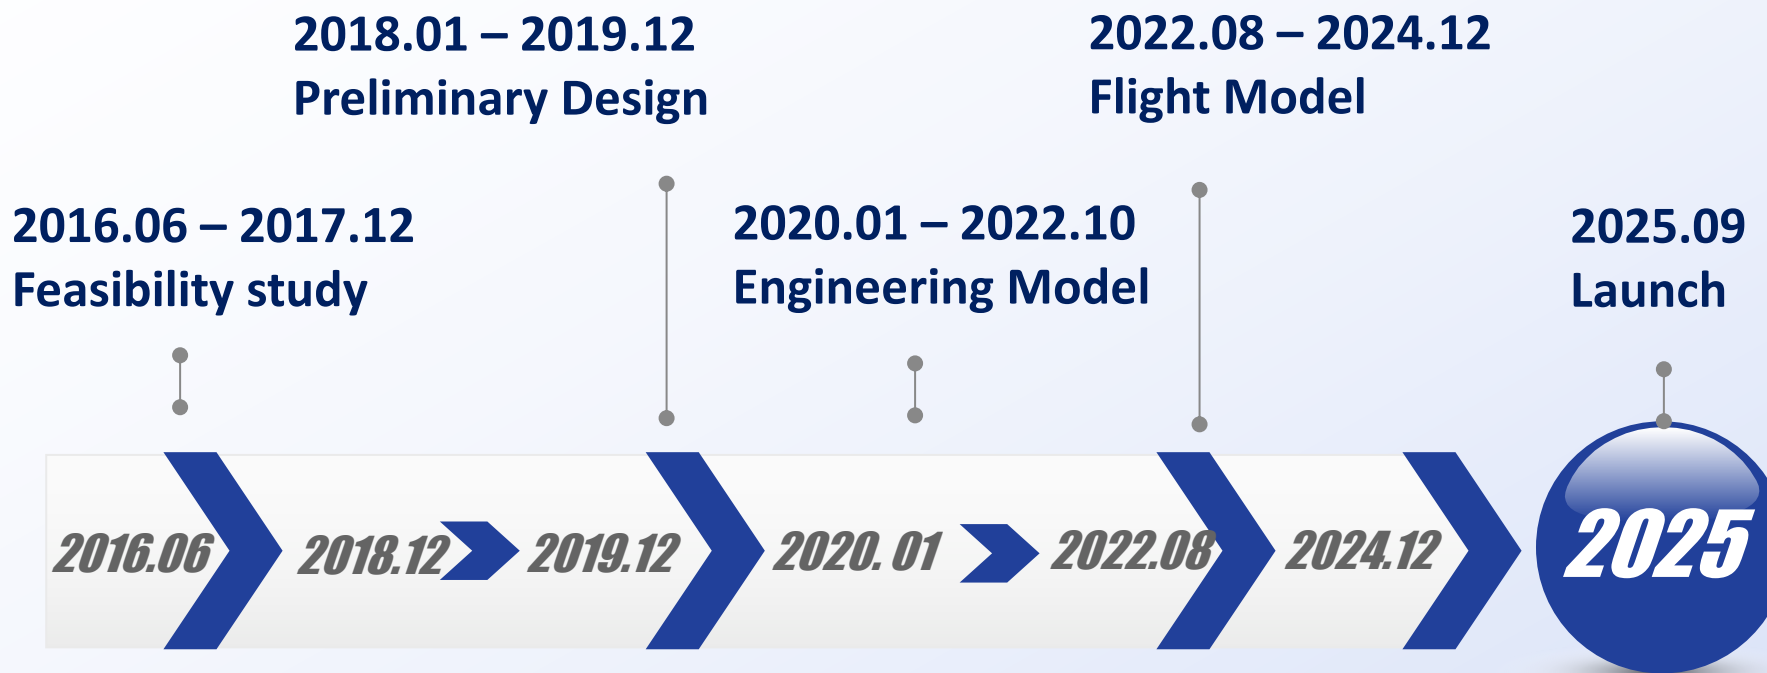 2018.01 – 2019.12
Preliminary Design
2022.08 – 2024.12
Flight Model
2016.06 – 2017.12
Feasibility study
2020.01 – 2022.10
Engineering Model
2025.09
Launch
2016.06
2018.12
2019.12
2020. 01
2022.08
2024.12
2025